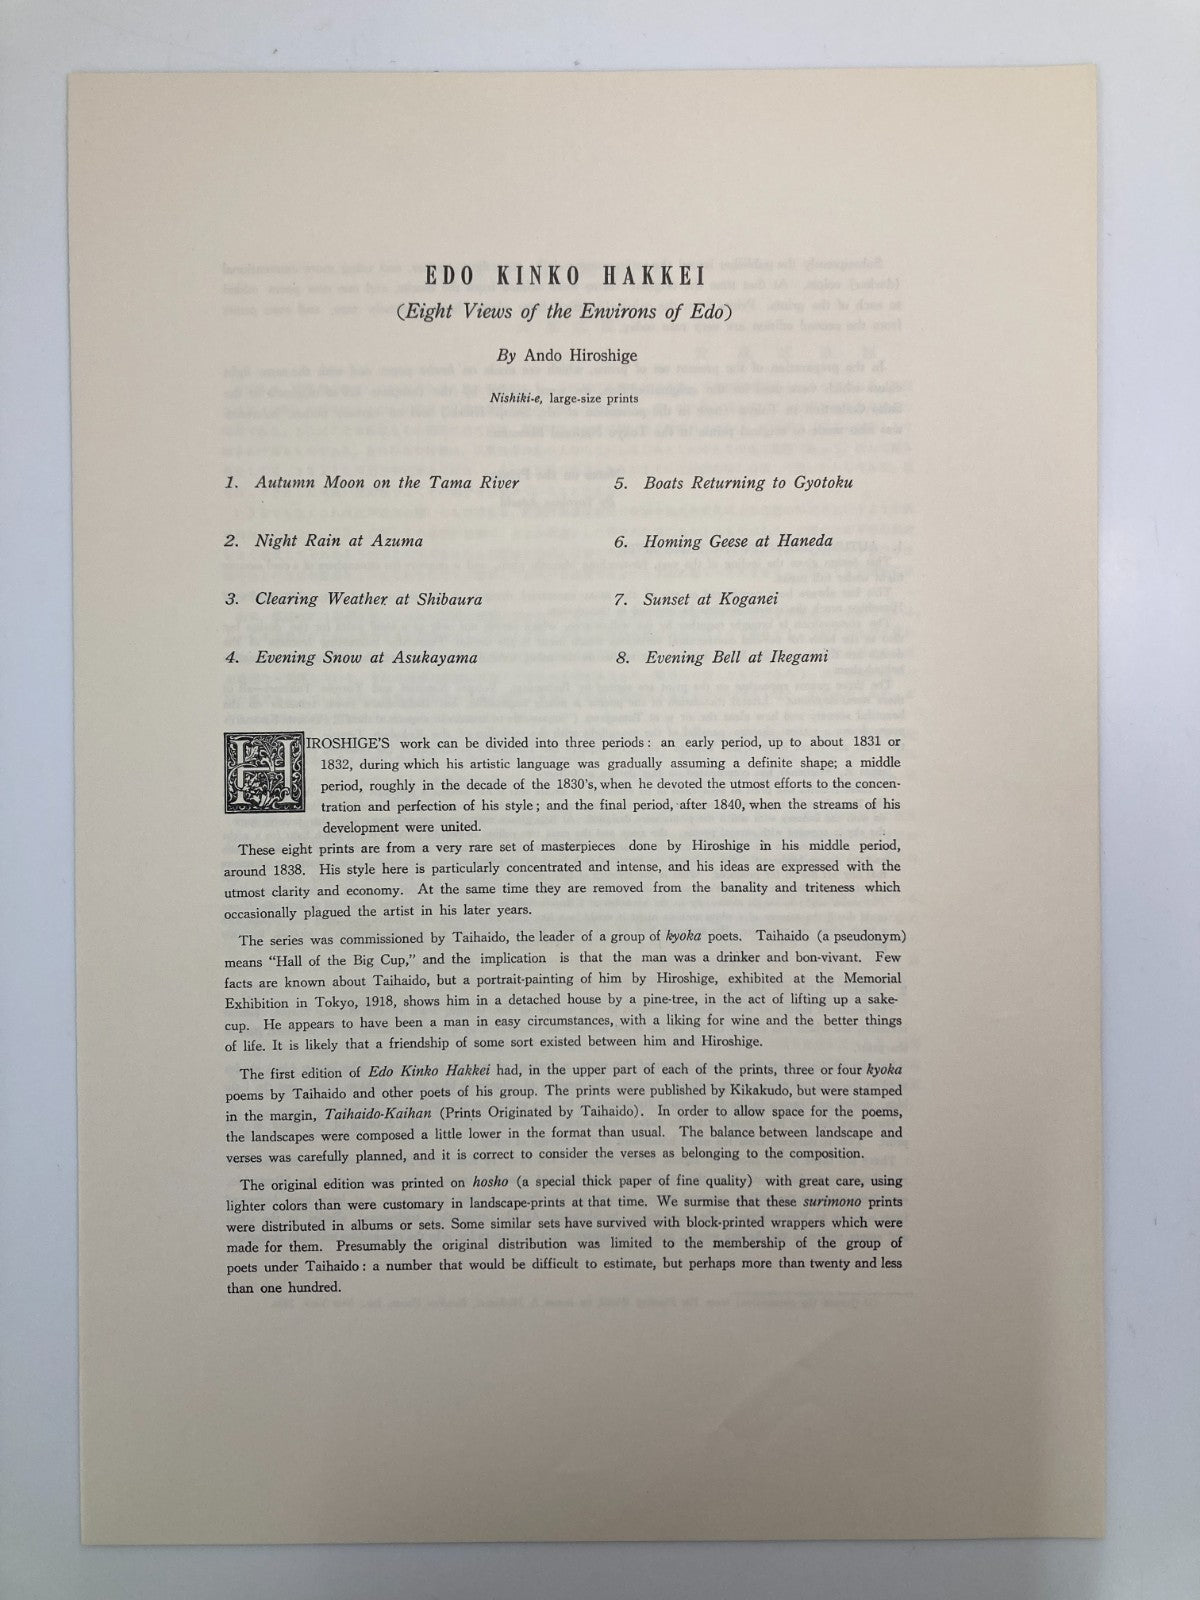 EDO KINKO HAKKEI
(Eight Views of the Environs of Edo)
By Ando Hiroshige
Nishiki-e, large-size prints
1. Autumn Moon on the Tama River
2. Night Rain at Azuma
3. Clearing Weather at Shibaura
4. Evening Snow at Asukayama
5. Boats Returning to Gyotoku
6. Homing Geese at Haneda
7. Sunset at Koganei
8. Evening Bell at Ikegami
HIROSHIGE'S work can be divided into three periods: an early period, up to about 1831 or
1832, during which his artistic language was gradually assuming a definite shape; a middle
period, roughly in the decade of the 1830's, when he devoted the utmost efforts to the concen-
tration and perfection of his style; and the final period, after 1840, when the streams of his
development were united.
These eight prints are from a very rare set of masterpieces done by Hiroshige in his middle period,
around 1838. His style here is particularly concentrated and intense, and his ideas are expressed with the
utmost clarity and economy. At the same time they are removed from the banality and triteness which
occasionally plagued the artist in his later years.
The series was commissioned by Taihaido, the leader of a group of kyoka poets. Taihaido (a pseudonym)
means "Hall of the Big Cup," and the implication is that the man was a drinker and bon-vivant. Few
facts are known about Taihaido, but a portrait-painting of him by Hiroshige, exhibited at the Memorial
Exhibition in Tokyo, 1918, shows him in a detached house by a pine-tree, in the act of lifting up a sake-
cup. He appears to have been a man in easy circumstances, with a liking for wine and the better things
of life. It is likely that a friendship of some sort existed between him and Hiroshige.
The first edition of Edo Kinko Hakkei had, in the upper part of each of the prints, three or four kyoka
poems by Taihaido and other poets of his group. The prints were published by Kikakudo, but were stamped
in the margin, Taihaido-Kaihan (Prints Originated by Taihaido). In order to allow space for the poems,
the landscapes were composed a little lower in the format than usual. The balance between landscape and
verses was carefully planned, and it is correct to consider the verses as belonging to the composition.
The original edition was printed on hosho (a special thick paper of fine quality) with great care, using
lighter colors than were customary in landscape-prints at that time. We surmise that these surimono prints
were distributed in albums or sets. Some similar sets have survived with block-printed wrappers which were
made for them. Presumably the original distribution was limited to the membership of the group of
poets under Taihaido: a number that would be difficult to estimate, but perhaps more than twenty and less
than one hundred.